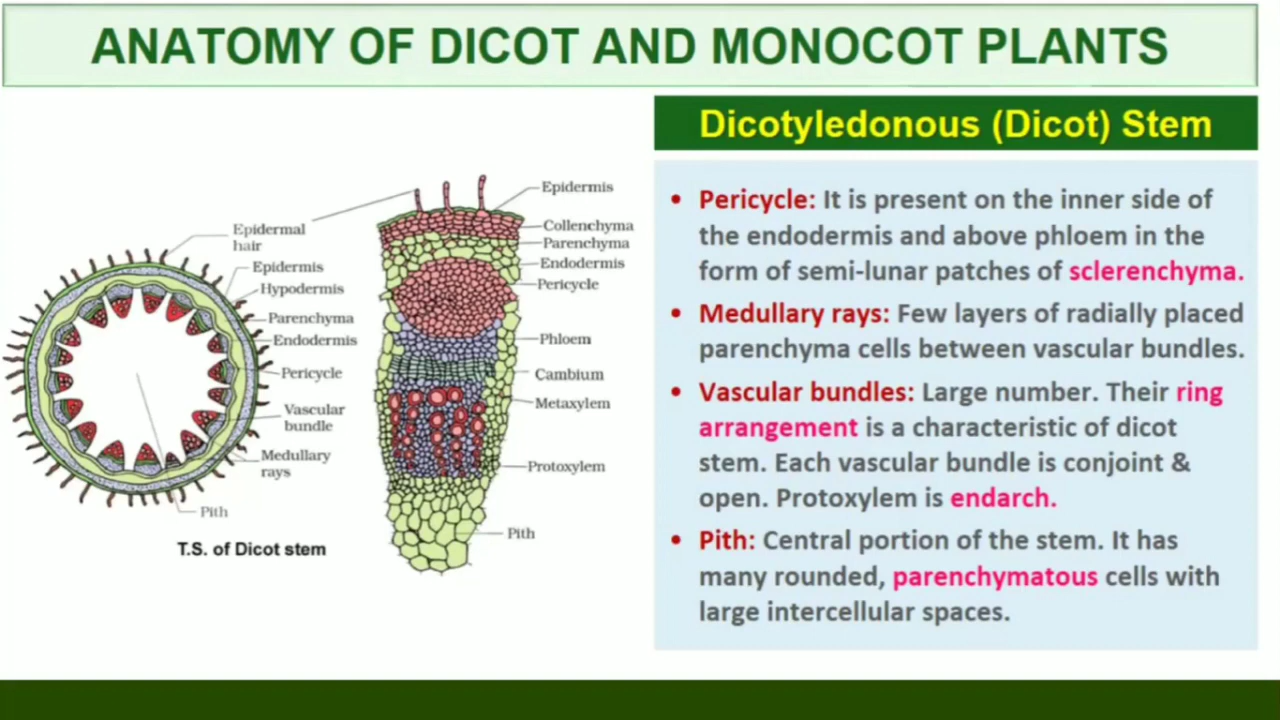 ANATOMY OF DICOT AND MONOCOT PLANTS
Dicotyledonous (Dicot) Stem
• Pericycle: It is present on the inner side of
the endodermis and above phloem in the
form of semi-lunar patches of sclerenchyma.
• Medullary rays: Few layers of radially placed
parenchyma cells between vascular bundles.
• Vascular bundles: Large number. Their ring
arrangement is a characteristic of dicot
stem. Each vascular bundle is conjoint &
open. Protoxylem is endarch.
• Pith: Central portion of the stem. It has
many rounded, parenchymatous cells with
large intercellular spaces.
Epidermal
hair
Epidermis
Hypodermis
Parenchyma
Endodermis
Pericycle
Vascular
bundle
Medullary
rays
Pith
T.S. of Dicot stem
Epidermis
Collenchyma
Parenchyma
Endodermis
Pericycle
Phloem
Cambium
Metaxylem
Protoxylem
Pith